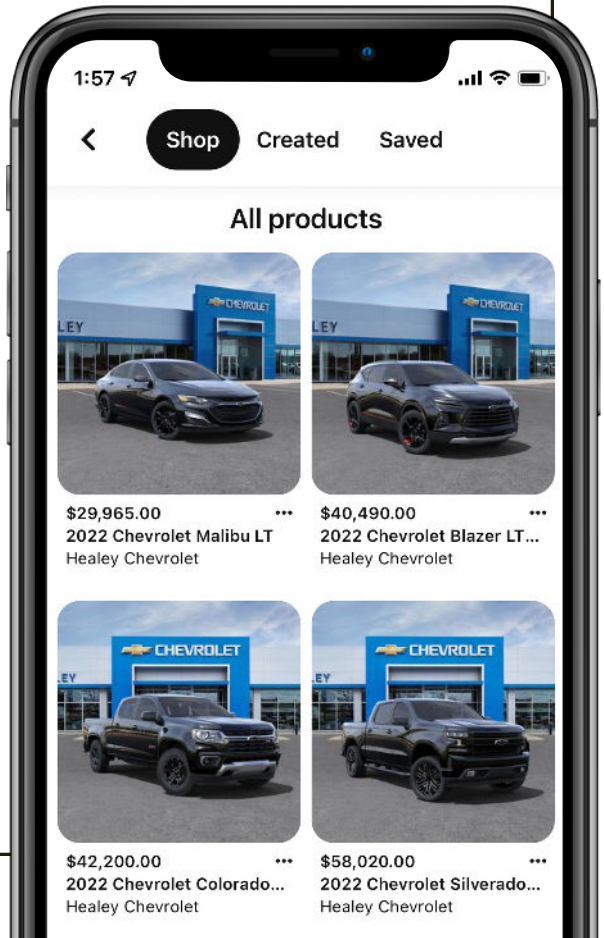 1:57
Shop Created Saved
All products
CHEVROLET
LEY
CHEVROLET
LEY
$29,965.00 •••
2022 Chevrolet Malibu LT
Healey Chevrolet
$40,490.00 •••
2022 Chevrolet Blazer LT...
Healey Chevrolet
CHEVROLET
EY
CHEVROLET
EY
$42,200.00 •••
2022 Chevrolet Colorado...
Healey Chevrolet
$58,020.00 •••
2022 Chevrolet Silverado...
Healey Chevrolet